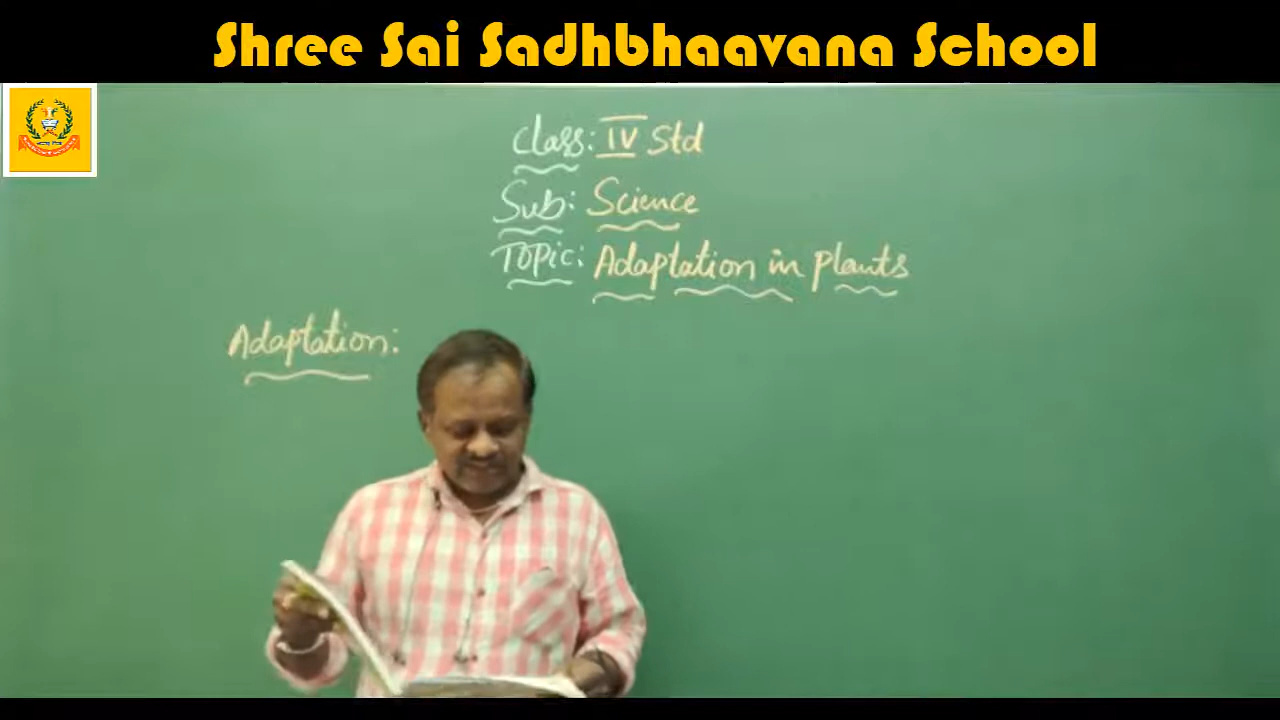 Shree Sai Sadhbhaavana School
Class: IV Std
Sub: Science
Topic: Adaptation in plants
Adaptation: